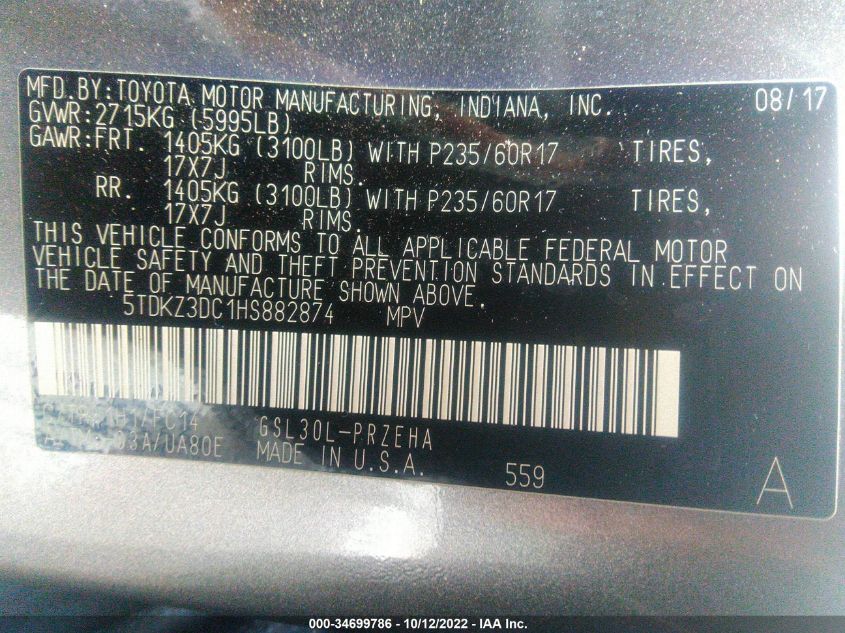 MFD.BY:TOYOTA MOTOR MANUFACTURING, INDIANA, INC. 08/17
GVWR:2715KG (5995LB)
GAWR:FRT. 1405KG (3100LB) WITH P235/60R17 TIRES,
17X7J RIMS.
RR. 1405KG (3100LB) WITH P235/60R17 TIRES,
17X7J RIMS.
THIS VEHICLE CONFORMS TO ALL APPLICABLE FEDERAL MOTOR
VEHICLE SAFETY AND THEFT PREVENTION STANDARDS IN EFFECT ON
THE DATE OF MANUFACTURE SHOWN ABOVE.
5TDKZ3DC1HS882874 MPV
GSL30L-PRZEHA
MADE IN U.S.A. 559
A
000-34699786 - 10/12/2022 - IAA Inc.